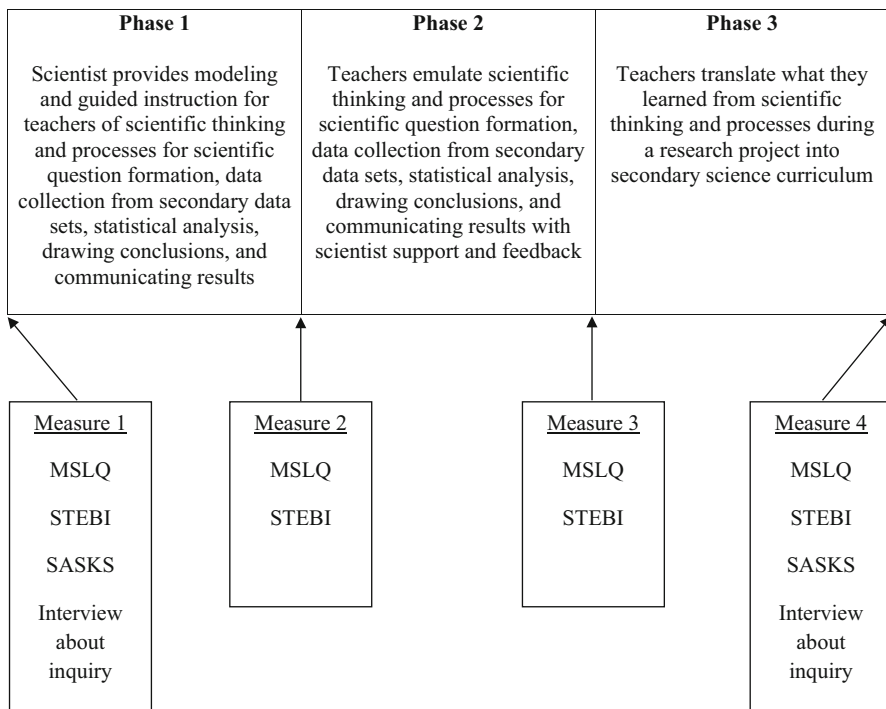 Phase 1
Scientist provides modeling
and guided instruction for
teachers of scientific thinking
and processes for scientific
question formation, data
collection from secondary data
sets, statistical analysis,
drawing conclusions, and
communicating results
Phase 2
Teachers emulate scientific
thinking and processes for
scientific question formation,
data collection from secondary
data sets, statistical analysis,
drawing conclusions, and
communicating results with
scientist support and feedback
Phase 3
Teachers translate what they
learned from scientific
thinking and processes during
a research project into
secondary science curriculum
Measure 1
MSLQ
STEBI
SASKS
Interview
about
inquiry
Measure 2
MSLQ
STEBI
Measure 3
MSLQ
STEBI
Measure 4
MSLQ
STEBI
SASKS
Interview
about
inquiry